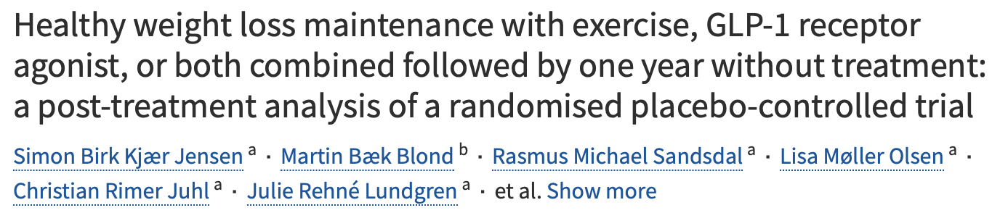 Healthy weight loss maintenance with exercise, GLP-1 receptor
agonist, or both combined followed by one year without treatment:
a post-treatment analysis of a randomised placebo-controlled trial
Simon Birk Kjær Jensen a · Martin Bæk Blond b · Rasmus Michael Sandsdal a · Lisa Møller Olsen a ·
Christian Rimer Juhl a · Julie Rehné Lundgren a · et al. Show more